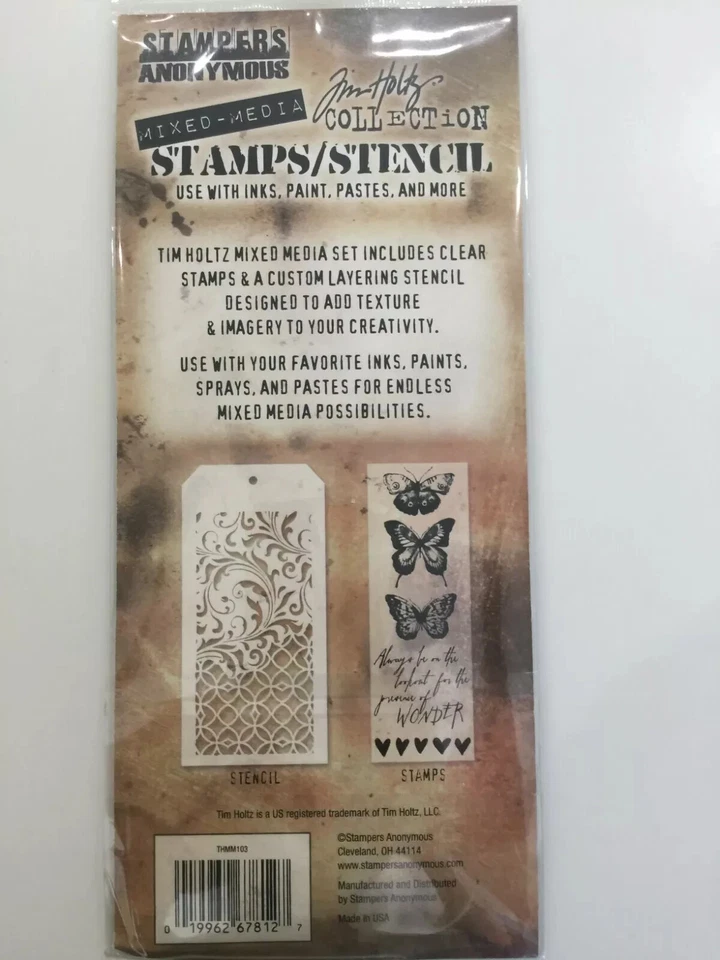 STAMPERS
ANONYMOUS
Tim Holtz
MIXED-MEDIA
COLLECTION
STAMPS/STENCIL
USE WITH INKS, PAINT, PASTES, AND MORE
TIM HOLTZ MIXED MEDIA SET INCLUDES CLEAR
STAMPS & A CUSTOM LAYERING STENCIL
DESIGNED TO ADD TEXTURE
& IMAGERY TO YOUR CREATIVITY.
USE WITH YOUR FAVORITE INKS, PAINTS,
SPRAYS, AND PASTES FOR ENDLESS
MIXED MEDIA POSSIBILITIES.
Always be on the
lookout for the
presence of
WONDER
STENCIL
STAMPS
Tim Holtz is a US registered trademark of Tim Holtz, LLC.
THMM103
0 19962 67812 7
©Stampers Anonymous
Cleveland, OH 44114
www.stampersanonymous.com
Manufactured and Distributed
by Stampers Anonymous
Made in USA